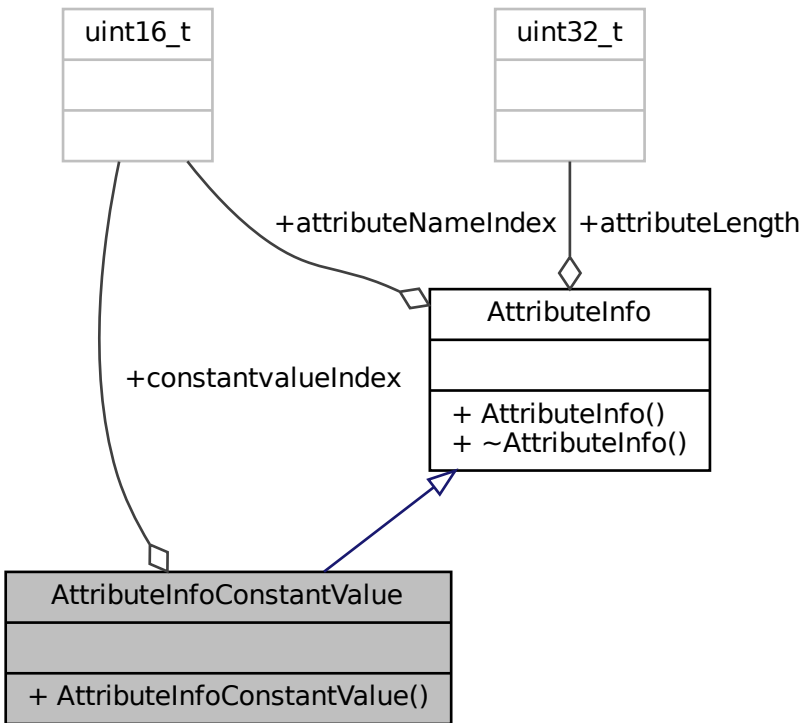 uint16_t
uint32_t
+attributeNameIndex
+attributeLength
AttributeInfo
+ AttributeInfo()
+ ~AttributeInfo()
+constantvalueIndex
AttributeInfoConstantValue
+ AttributeInfoConstantValue()